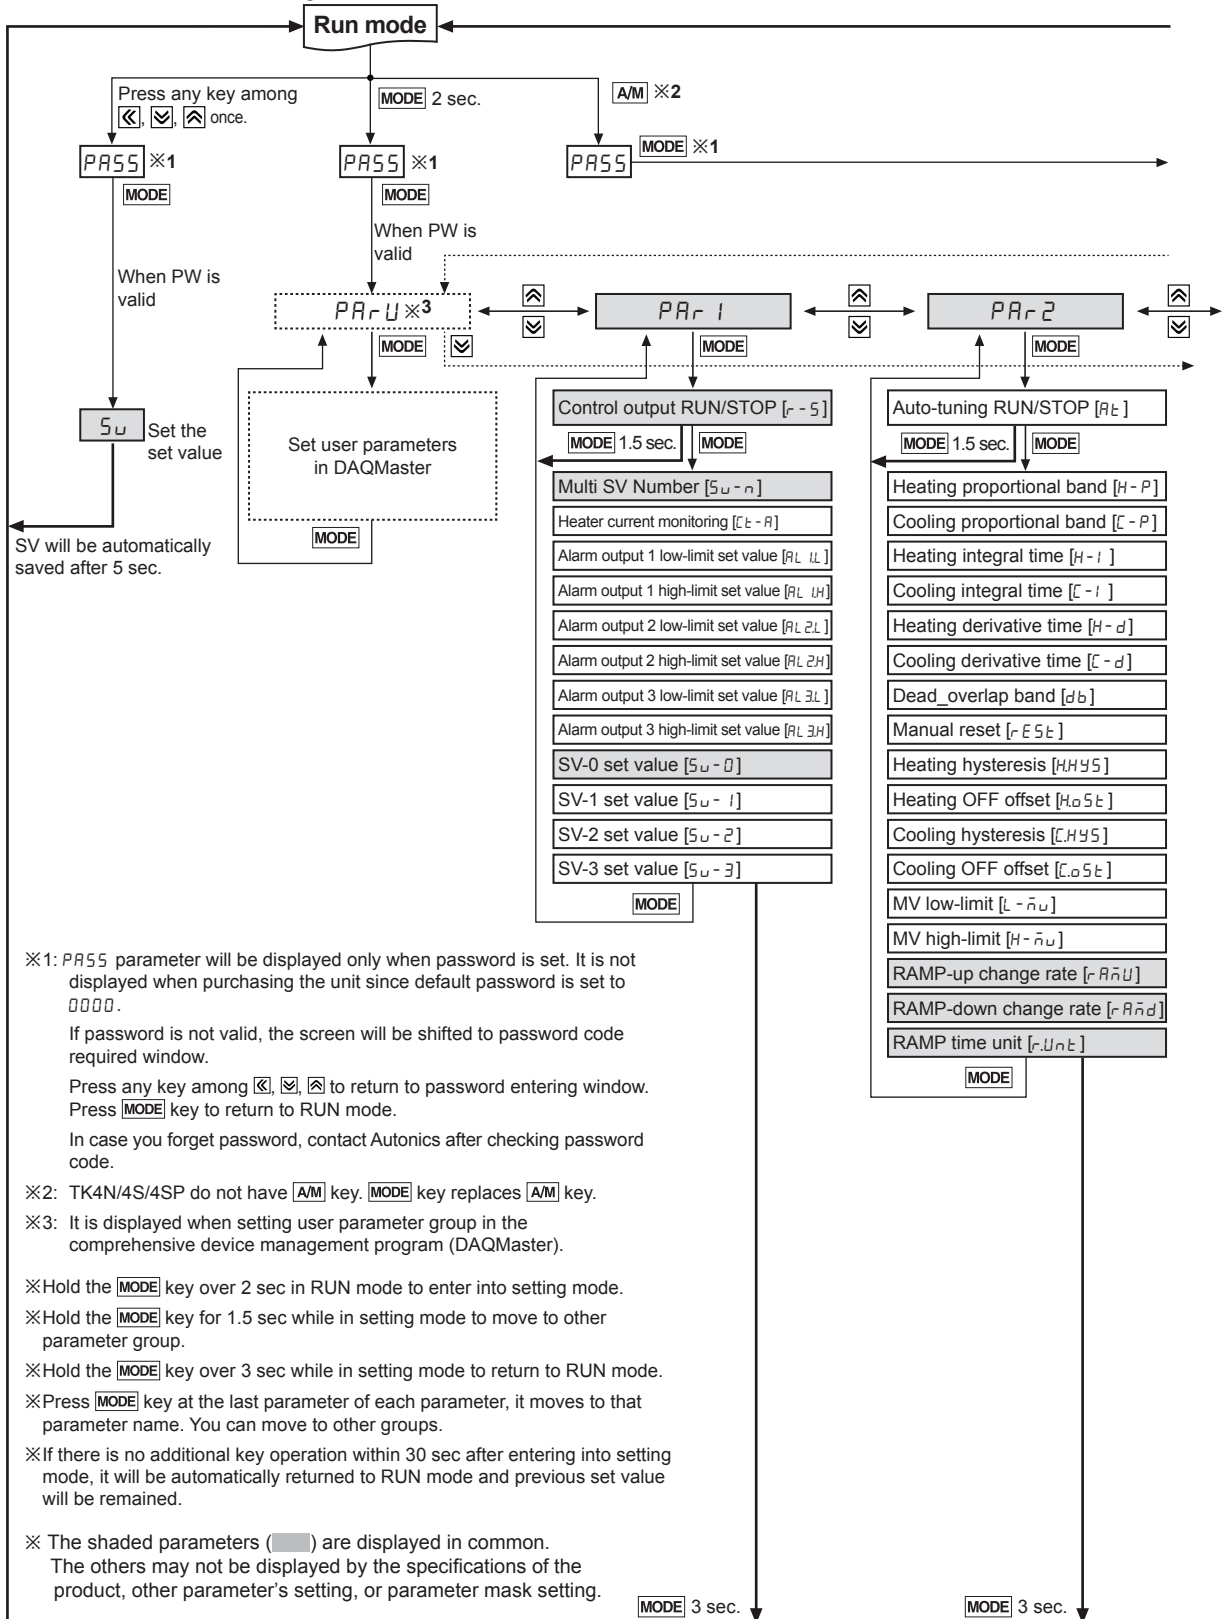 Run mode
Press any key among
«, ︾, ︽ once.
MODE 2 sec.
A/M ※2
PASS ※1
PASS ※1
PASS
MODE ※1
MODE
MODE
When PW is
valid
When PW is
valid
PArU ※3
PAr1
PAr2
MODE
MODE
MODE
Sv
Set the
set value
SV will be automatically
saved after 5 sec.
Set user parameters
in DAQMaster
MODE
Control output RUN/STOP [r-S]
MODE 1.5 sec. MODE
Multi SV Number [Sv-n]
Heater current monitoring [Ct-A]
Alarm output 1 low-limit set value [AL1.L]
Alarm output 1 high-limit set value [AL1.H]
Alarm output 2 low-limit set value [AL2.L]
Alarm output 2 high-limit set value [AL2.H]
Alarm output 3 low-limit set value [AL3.L]
Alarm output 3 high-limit set value [AL3.H]
SV-0 set value [Sv-0]
SV-1 set value [Sv-1]
SV-2 set value [Sv-2]
SV-3 set value [Sv-3]
MODE
Auto-tuning RUN/STOP [At]
MODE 1.5 sec. MODE
Heating proportional band [H-P]
Cooling proportional band [C-P]
Heating integral time [H-I]
Cooling integral time [C-I]
Heating derivative time [H-d]
Cooling derivative time [C-d]
Dead_overlap band [db]
Manual reset [rESt]
Heating hysteresis [H.HYS]
Heating OFF offset [H.oSt]
Cooling hysteresis [C.HYS]
Cooling OFF offset [C.oSt]
MV low-limit [L-mv]
MV high-limit [H-mv]
RAMP-up change rate [rAmU]
RAMP-down change rate [rAmd]
RAMP time unit [r.Unt]
MODE
※1: PASS parameter will be displayed only when password is set. It is not
displayed when purchasing the unit since default password is set to
0000.
If password is not valid, the screen will be shifted to password code
required window.
Press any key among «, ︾, ︽ to return to password entering window.
Press MODE key to return to RUN mode.
In case you forget password, contact Autonics after checking password
code.
※2: TK4N/4S/4SP do not have A/M key. MODE key replaces A/M key.
※3: It is displayed when setting user parameter group in the
comprehensive device management program (DAQMaster).
※Hold the MODE key over 2 sec in RUN mode to enter into setting mode.
※Hold the MODE key for 1.5 sec while in setting mode to move to other
parameter group.
※Hold the MODE key over 3 sec while in setting mode to return to RUN mode.
※Press MODE key at the last parameter of each parameter, it moves to that
parameter name. You can move to other groups.
※If there is no additional key operation within 30 sec after entering into setting
mode, it will be automatically returned to RUN mode and previous set value
will be remained.
※ The shaded parameters ( ) are displayed in common.
The others may not be displayed by the specifications of the
product, other parameter's setting, or parameter mask setting.
MODE 3 sec.
MODE 3 sec.